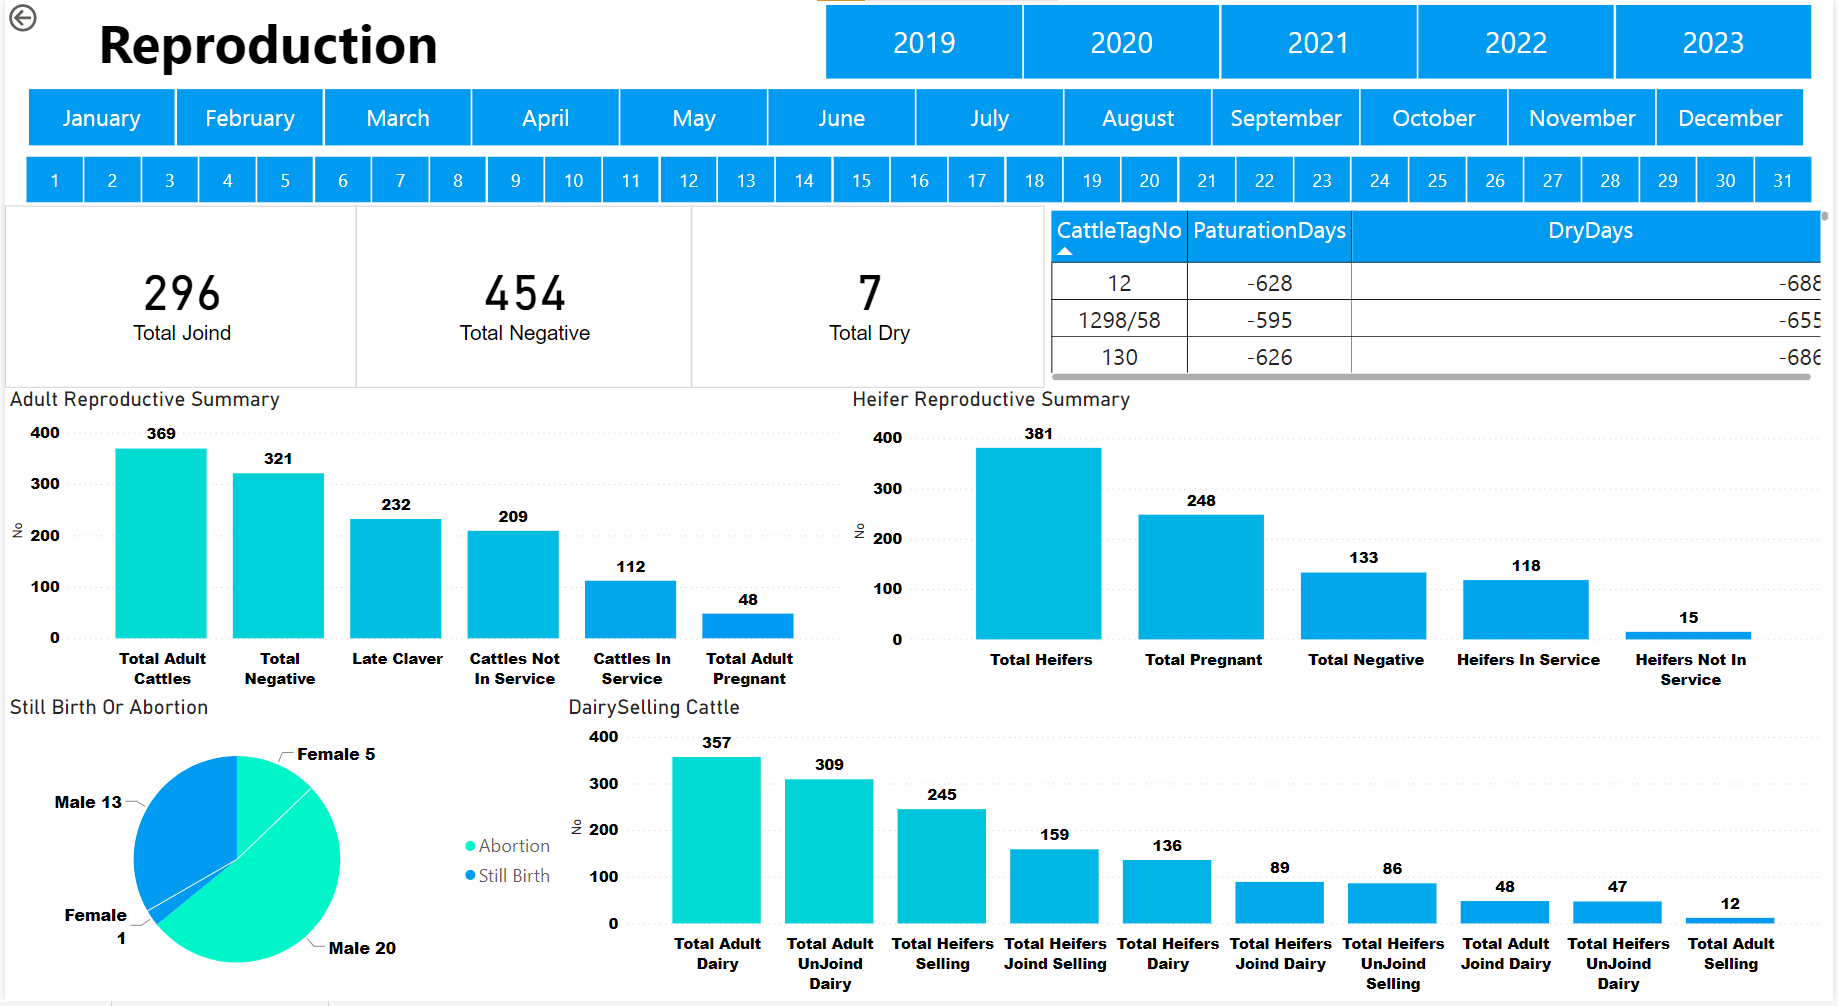 Reproduction
2019 2020 2021 2022 2023
January February March April May June July August September October November December
1 2 3 4 5 6 7 8 9 10 11 12 13 14 15 16 17 18 19 20 21 22 23 24 25 26 27 28 29 30 31
296
Total Joind
454
Total Negative
7
Total Dry
CattleTagNo PaturationDays DryDays
12 -628 -688
1298/58 -595 -655
130 -626 -686
Adult Reproductive Summary
No
400
300
200
100
0
369
321
232
209
112
48
Total Adult
Cattles
Total
Negative
Late Claver
Cattles Not
In Service
Cattles In
Service
Total Adult
Pregnant
Heifer Reproductive Summary
No
400
300
200
100
0
381
248
133
118
15
Total Heifers
Total Pregnant
Total Negative
Heifers In Service
Heifers Not In
Service
Still Birth Or Abortion
Female 5
Male 13
Female
1
Male 20
Abortion
Still Birth
DairySelling Cattle
No
400
300
200
100
0
357
309
245
159
136
89
86
48
47
12
Total Adult
Dairy
Total Adult
UnJoind
Dairy
Total Heifers
Selling
Total Heifers
Joind Selling
Total Heifers
Dairy
Total Heifers
Joind Dairy
Total Heifers
UnJoind
Selling
Total Adult
Joind Dairy
Total Heifers
UnJoind
Dairy
Total Adult
Selling